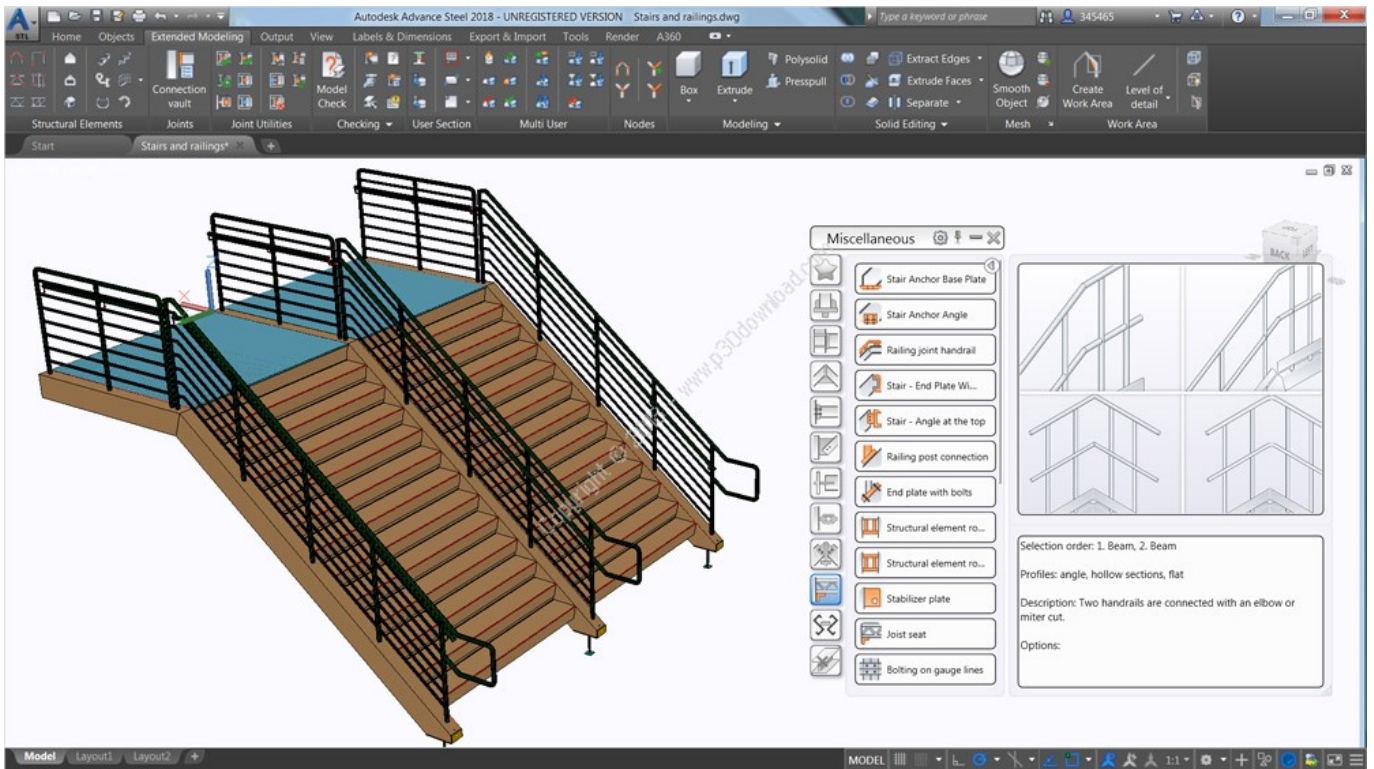 Autodesk Advance Steel 2018 - UNREGISTERED VERSION Stairs and railings.dwg
Type a keyword or phrase
345465
STL
Home Objects Extended Modeling Output View Labels & Dimensions Export & Import Tools Render A360
Connection vault
Model Check
Box
Extrude
Polysolid
Presspull
Extract Edges
Extrude Faces
Separate
Smooth Object
Create Work Area
Level of detail
Structural Elements Joints Joint Utilities Checking User Section Multi User Nodes Modeling Solid Editing Mesh Work Area
Start Stairs and railings*
Miscellaneous
Stair Anchor Base Plate
Stair Anchor Angle
Railing joint handrail
Stair - End Plate Wi...
Stair - Angle at the top
Railing post connection
End plate with bolts
Structural element ro...
Structural element ro...
Stabilizer plate
Joist seat
Bolting on gauge lines
BACK LEFT
Selection order: 1. Beam, 2. Beam
Profiles: angle, hollow sections, flat
Description: Two handrails are connected with an elbow or
miter cut.
Options:
Model Layout1 Layout2 +
MODEL 1:1